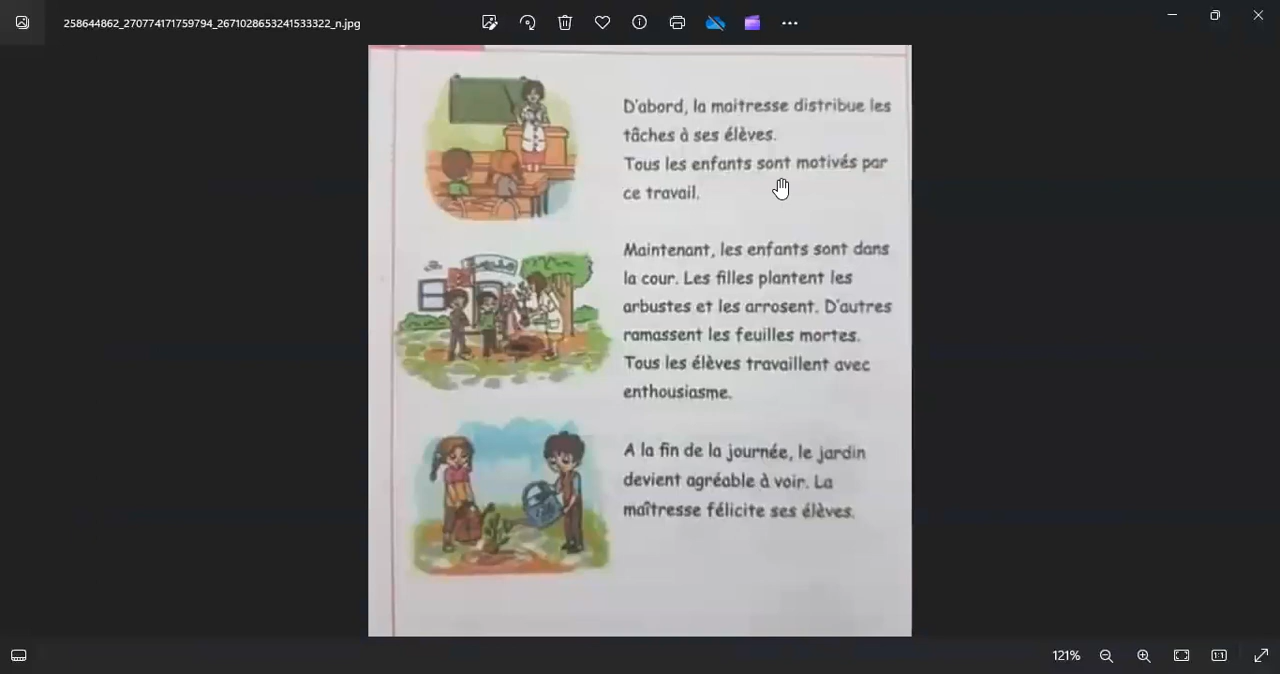 258644862_270774171759794_2671028653241533322_n.jpg
D'abord, la maitresse distribue les
tâches à ses élèves.
Tous les enfants sont motivés par
ce travail.
Maintenant, les enfants sont dans
la cour. Les filles plantent les
arbustes et les arrosent. D'autres
ramassent les feuilles mortes.
Tous les élèves travaillent avec
enthousiasme.
A la fin de la journée, le jardin
devient agréable à voir. La
maîtresse félicite ses élèves.
121%